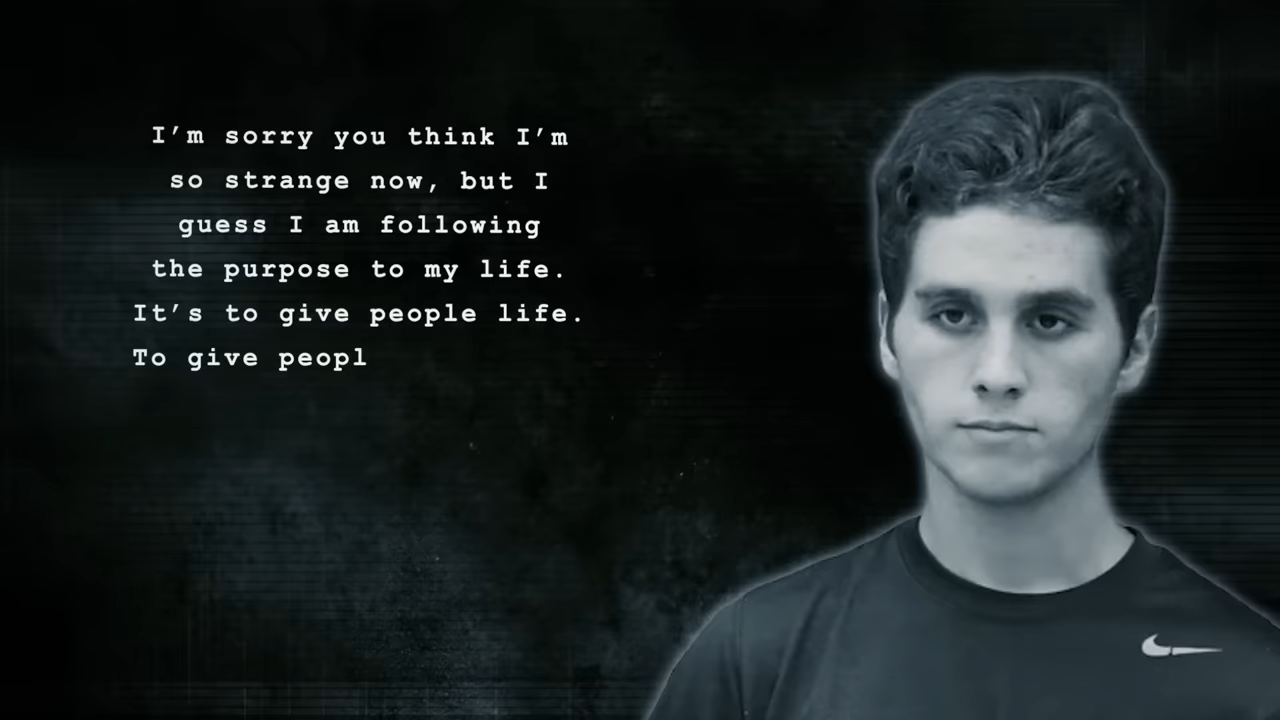 I’m sorry you think I’m
so strange now, but I
guess I am following
the purpose to my life.
It’s to give people life.
To give peopl